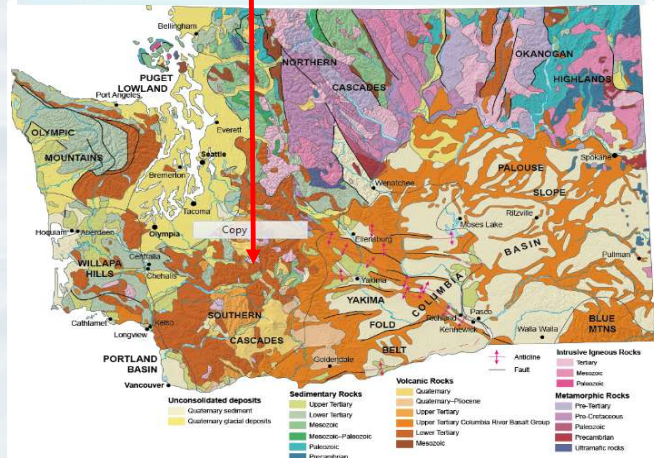 Bellingham
NORTHERN
CASCADES
OKANOGAN
HIGHLANDS
PUGET
LOWLAND
Port Angeles
OLYMPIC
MOUNTAINS
Everett
Seattle
Bremerton
Spokane
PALOUSE
SLOPE
Wenatchee
Tacoma
Moses Lake
Ritzville
Hoquiam
Aberdeen
Olympia
Copy
Ellensburg
BASIN
Pullman
Centralia
WILLAPA
HILLS
Chehalis
Yakima
COLUMBIA
YAKIMA
SOUTHERN
Richland
Pasco
Kennewick
FOLD
BLUE
MTNS
Cathlamet
Kelso
Longview
CASCADES
Walla Walla
BELT
Goldendale
PORTLAND
BASIN
Vancouver
Anticline
Fault
Unconsolidated deposits
Quaternary sediment
Quaternary glacial deposits
Sedimentary Rocks
Upper Tertiary
Lower Tertiary
Mesozoic
Mesozoic–Paleozoic
Paleozoic
Precambrian
Volcanic Rocks
Quaternary
Quaternary–Pliocene
Upper Tertiary
Upper Tertiary Columbia River Basalt Group
Lower Tertiary
Mesozoic
Intrusive Igneous Rocks
Tertiary
Mesozoic
Paleozoic
Metamorphic Rocks
Pre-Tertiary
Pre-Cretaceous
Paleozoic
Precambrian
Ultramafic rocks